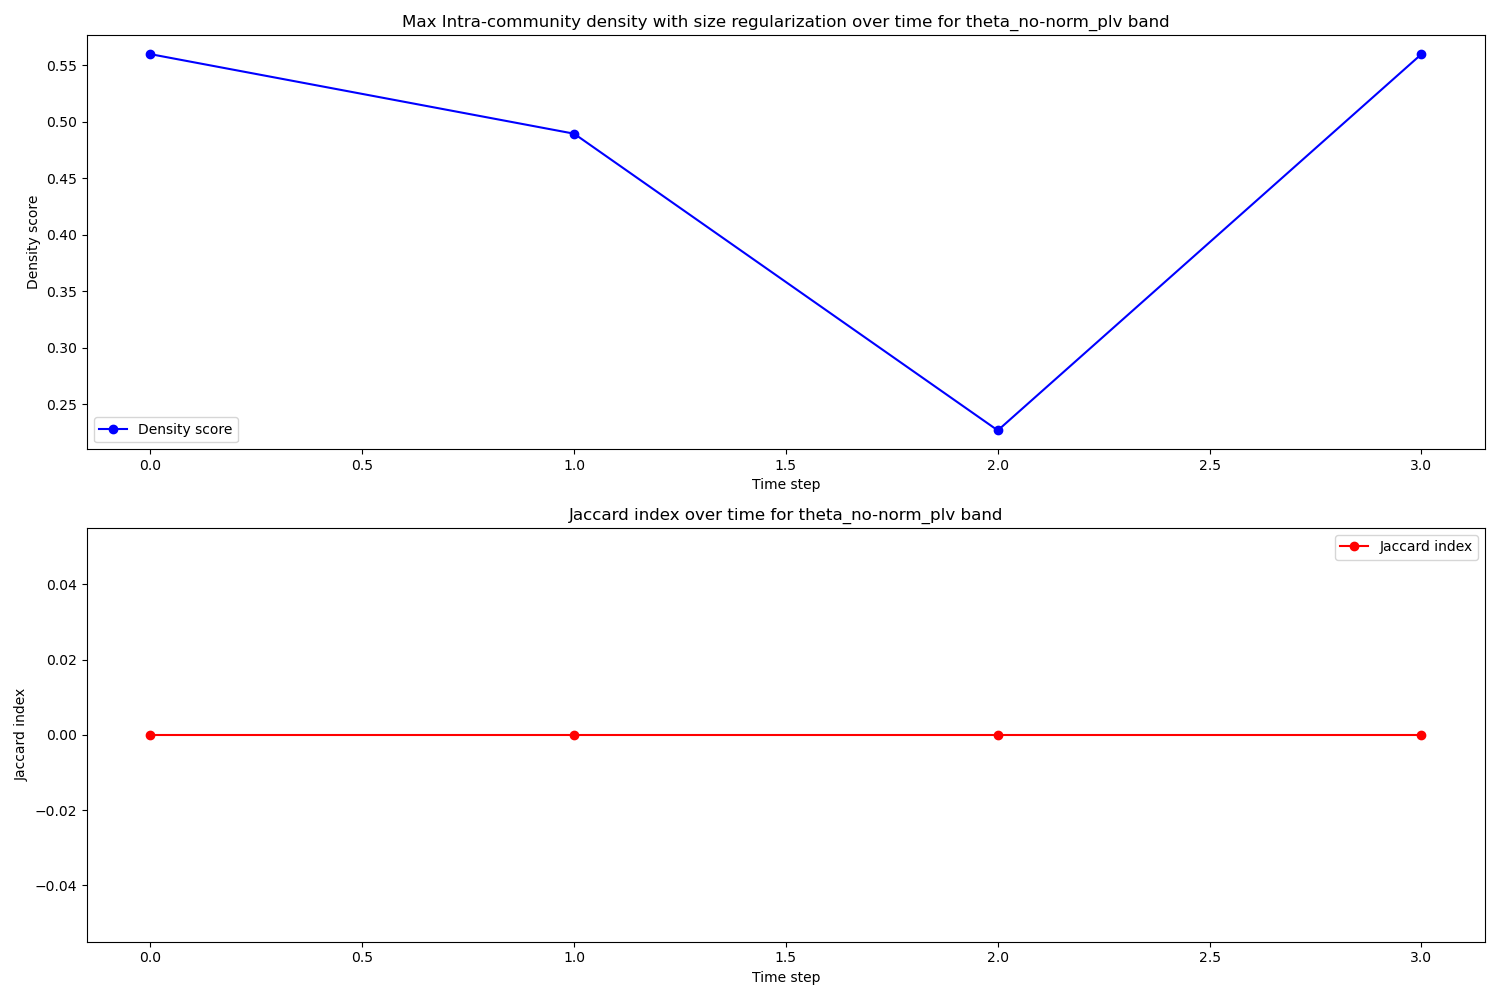 Max Intra-community density with size regularization over time for theta_no-norm_plv band
Density score
0.55
0.50
0.45
0.40
0.35
0.30
0.25
Density score
0.0 0.5 1.0 1.5 2.0 2.5 3.0
Time step
Jaccard index over time for theta_no-norm_plv band
Jaccard index
0.04
0.02
0.00
−0.02
−0.04
Jaccard index
0.0 0.5 1.0 1.5 2.0 2.5 3.0
Time step